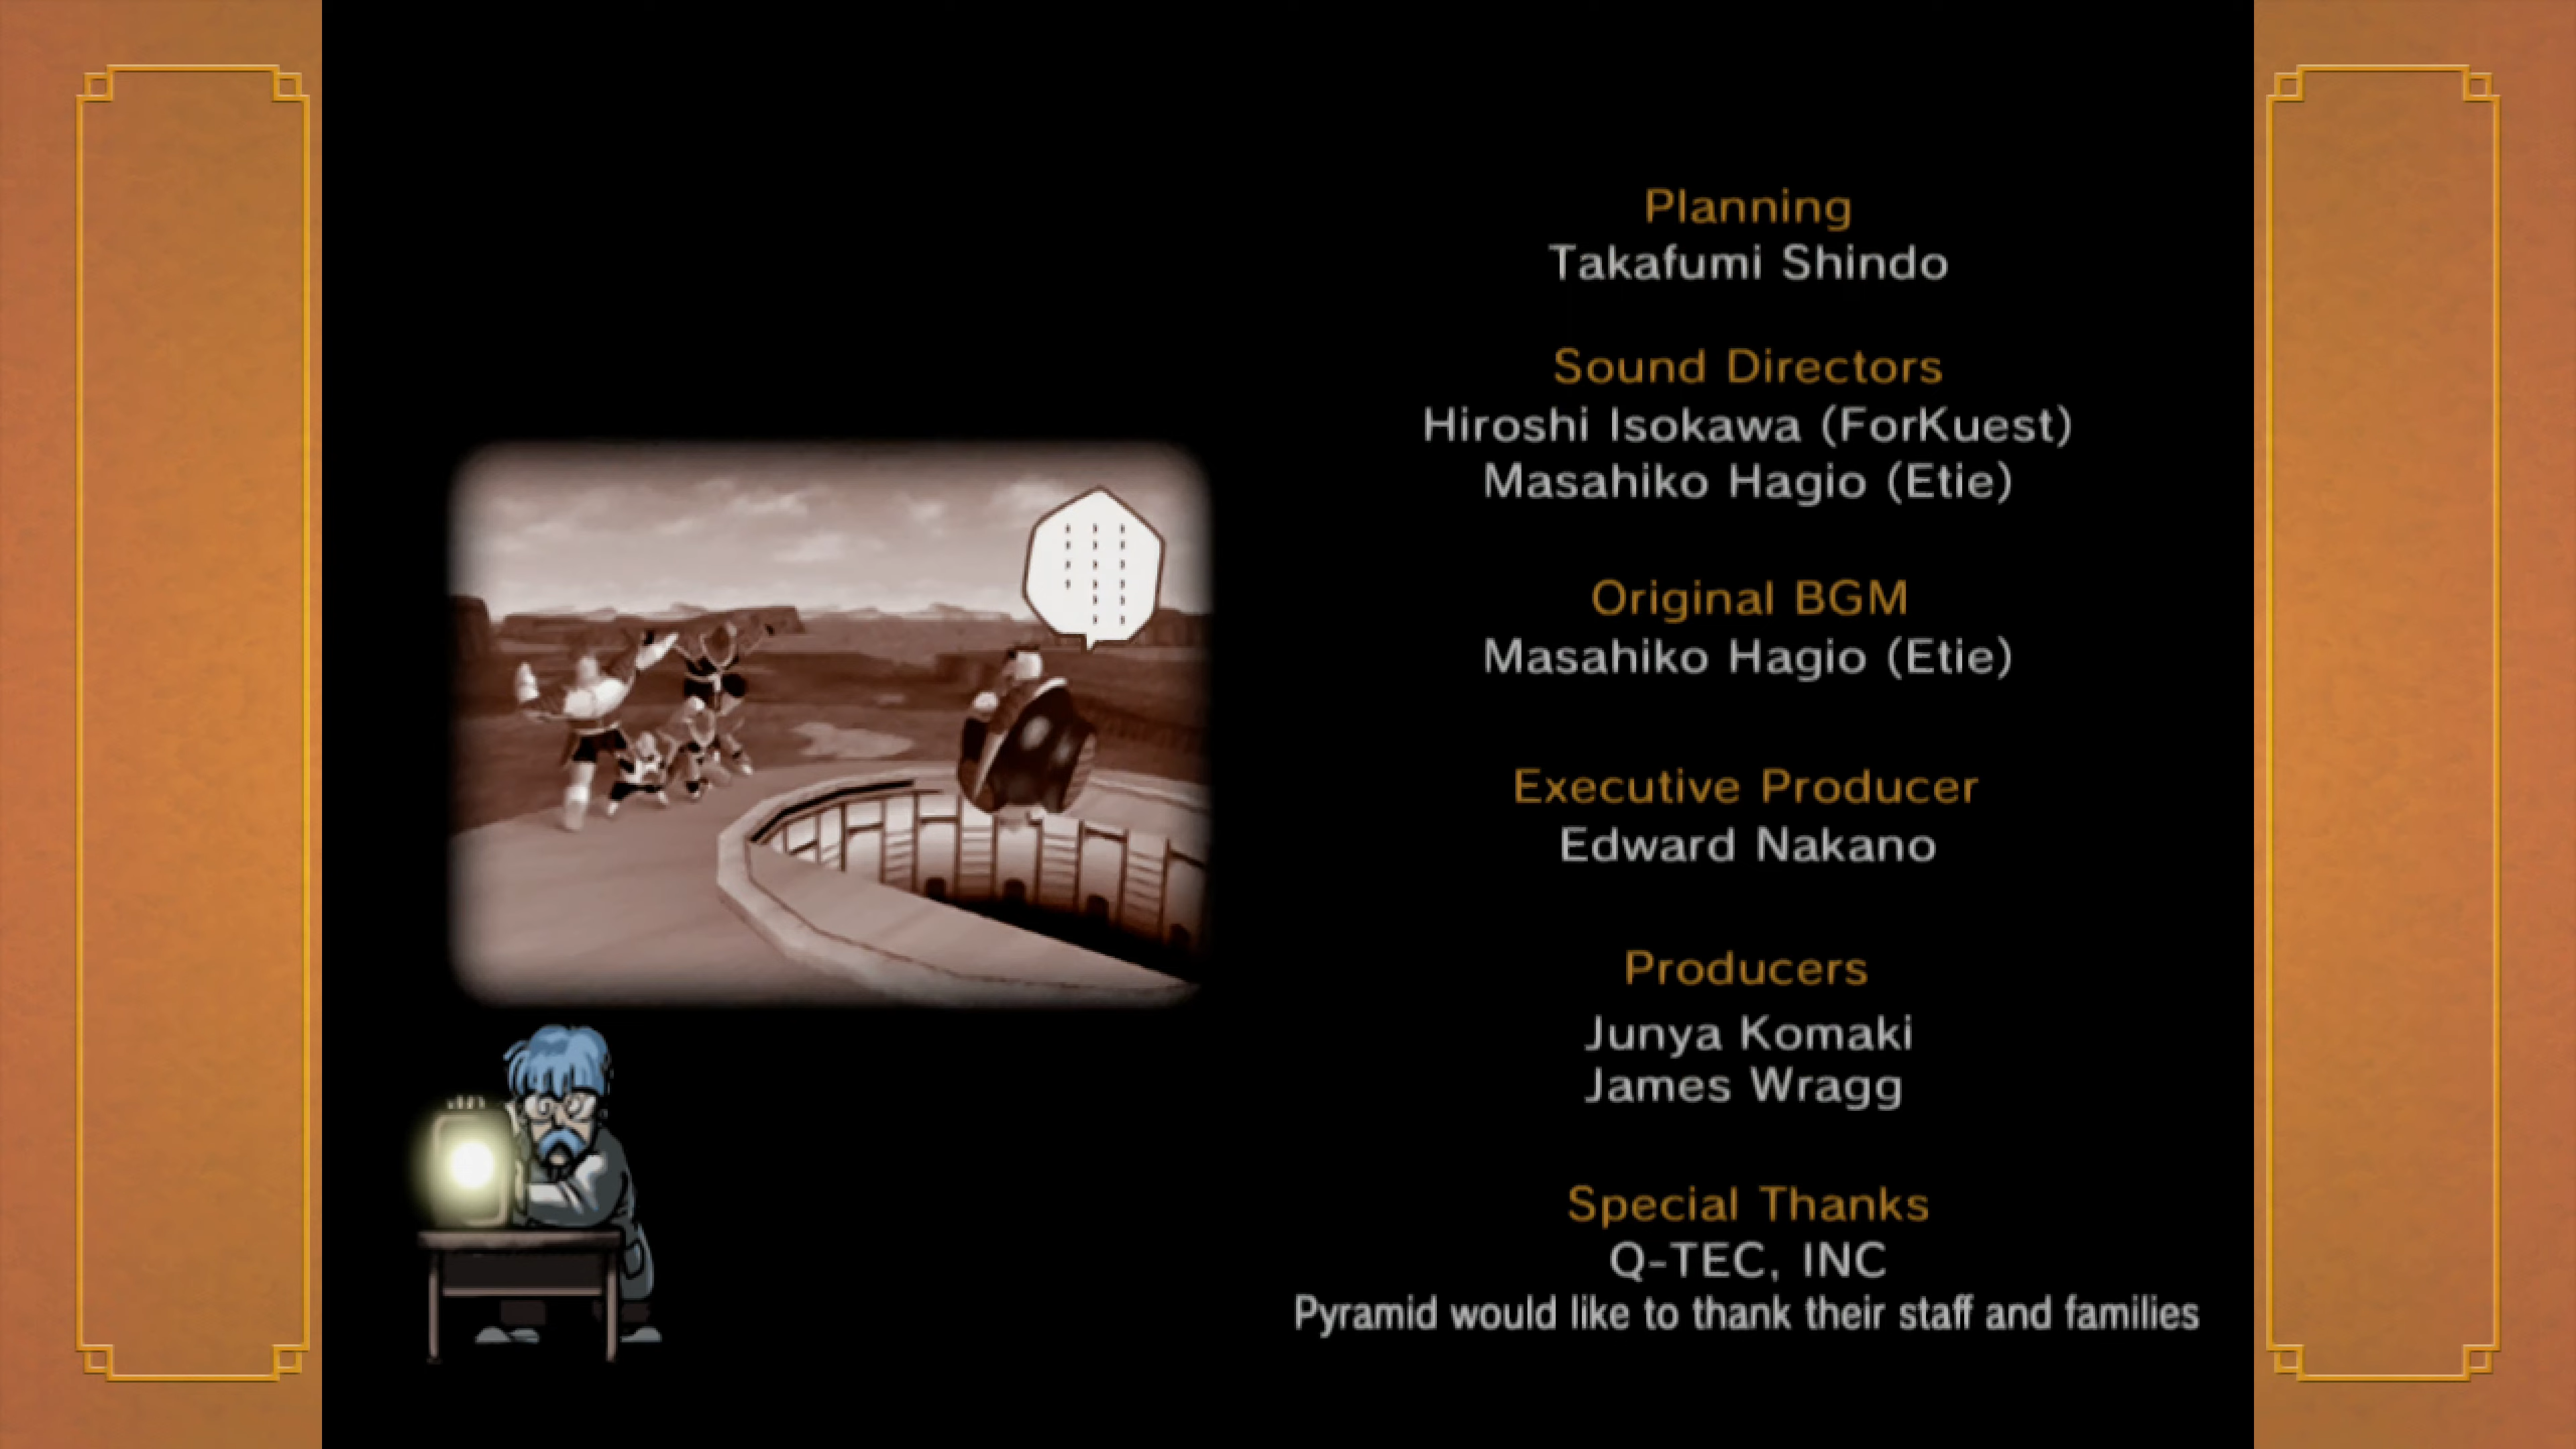 Planning
Takafumi Shindo
Sound Directors
Hiroshi Isokawa (ForKuest)
Masahiko Hagio (Etie)
Original BGM
Masahiko Hagio (Etie)
Executive Producer
Edward Nakano
Producers
Junya Komaki
James Wragg
Special Thanks
Q-TEC, INC
Pyramid would like to thank their staff and families